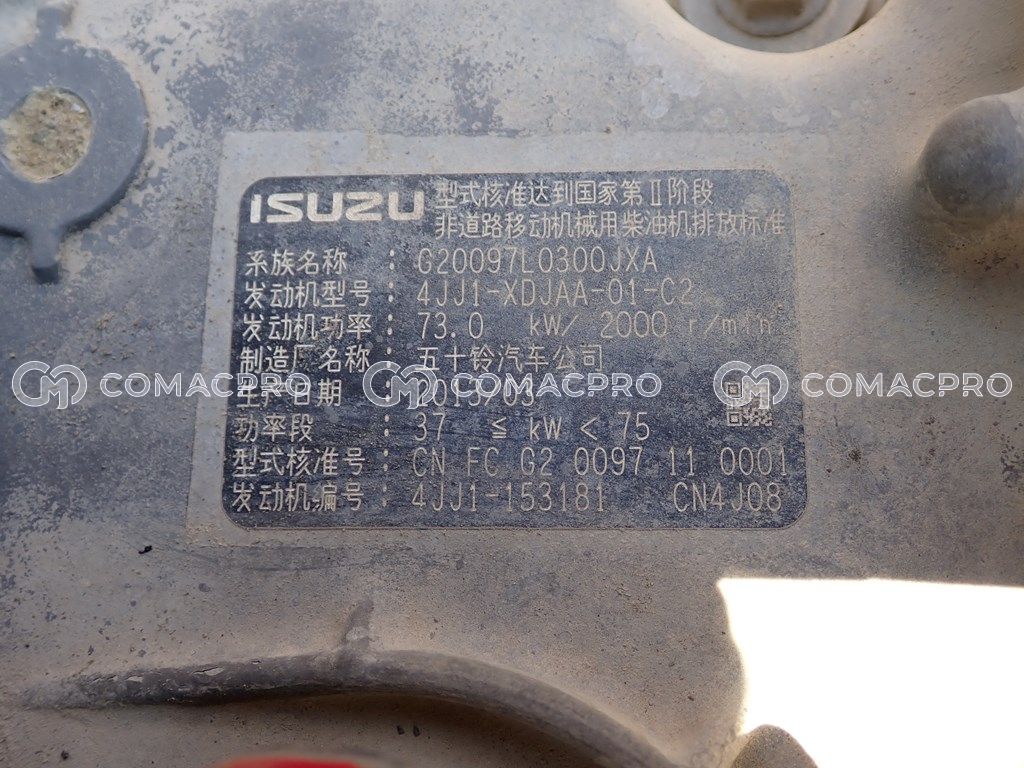 ISUZU 型式核准达到国家第Ⅱ阶段
非道路移动机械用柴油机排放标准
系族名称 : G20097L0300JXA
发动机型号 : 4JJ1-XDJAA-01-C2
发动机功率 : 73.0 kW/ 2000 r/min
制造厂名称 : 五十铃汽车公司
生产日期 :
COMACPRO COMACPRO
功率段 : 37 ≦ kW < 75
型式核准号 : CN FC G2 0097 11 0001
发动机编号 : 4JJ1-153181 CN4J08